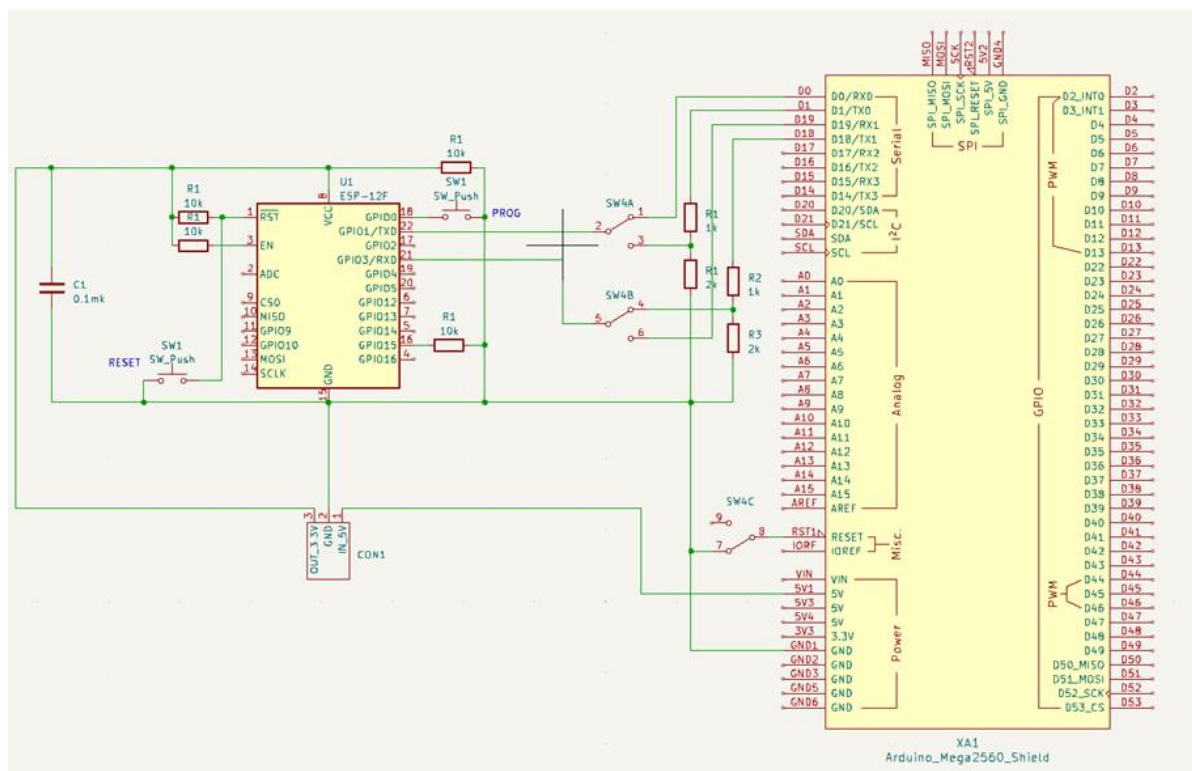 MISO
MOSI
SCK
RST2
5V2
GND4
SPI_MISO
SPI_MOSI
SPI_SCK
SPI_RESET
SPI_5V
SPI_GND
SPI
D0 D0/RX0
D1 D1/TX0
D19 D19/RX1
D18 D18/TX1
D17 D17/RX2
D16 D16/TX2
D15 D15/RX3
D14 D14/TX3
Serial
D20 D20/SDA
D21 D21/SCL
SDA SDA
SCL SCL
I²C
A0 A0
A1 A1
A2 A2
A3 A3
A4 A4
A5 A5
A6 A6
A7 A7
A8 A8
A9 A9
A10 A10
A11 A11
A12 A12
A13 A13
A14 A14
A15 A15
AREF AREF
Analog
RST1 RESET
IORF IOREF
Misc.
VIN VIN
5V1 5V
5V3 5V
5V4 5V
3V3 3.3V
GND1 GND
GND2 GND
GND3 GND
GND5 GND
GND6 GND
Power
D2_INT0 D2
D3_INT1 D3
D4 D4
D5 D5
D6 D6
D7 D7
D8 D8
D9 D9
D10 D10
D11 D11
D12 D12
D13 D13
PWM
D22 D22
D23 D23
D24 D24
D25 D25
D26 D26
D27 D27
D28 D28
D29 D29
D30 D30
D31 D31
D32 D32
D33 D33
D34 D34
D35 D35
D36 D36
D37 D37
D38 D38
D39 D39
D40 D40
D41 D41
D42 D42
D43 D43
D44 D44
D45 D45
D46 D46
PWM
D47 D47
D48 D48
D49 D49
D50_MISO D50
D51_MOSI D51
D52_SCK D52
D53_CS D53
GPIO
XA1
Arduino_Mega2560_Shield
R1
10k
R1
10k
R1
10k
U1
ESP-12F
8
VCC
1 RST
3 EN
2 ADC
9 CS0
10 MISO
11 GPIO9
12 GPIO10
13 MOSI
14 SCLK
GPIO0 18
GPIO1/TXD 22
GPIO2 17
GPIO3/RXD 21
GPIO4 19
GPIO5 20
GPIO12 6
GPIO13 7
GPIO14 5
GPIO15 16
GPIO16 4
GND
15
SW1
SW_Push
PROG
R1
10k
C1
0.1mk
RESET
SW1
SW_Push
SW4A
2
1
3
SW4B
5
4
6
R1
1k
R1
2k
R2
1k
R3
2k
SW4C
9
7
8
3
2
1
OUT_3.3V
GND
IN_5V
CON1